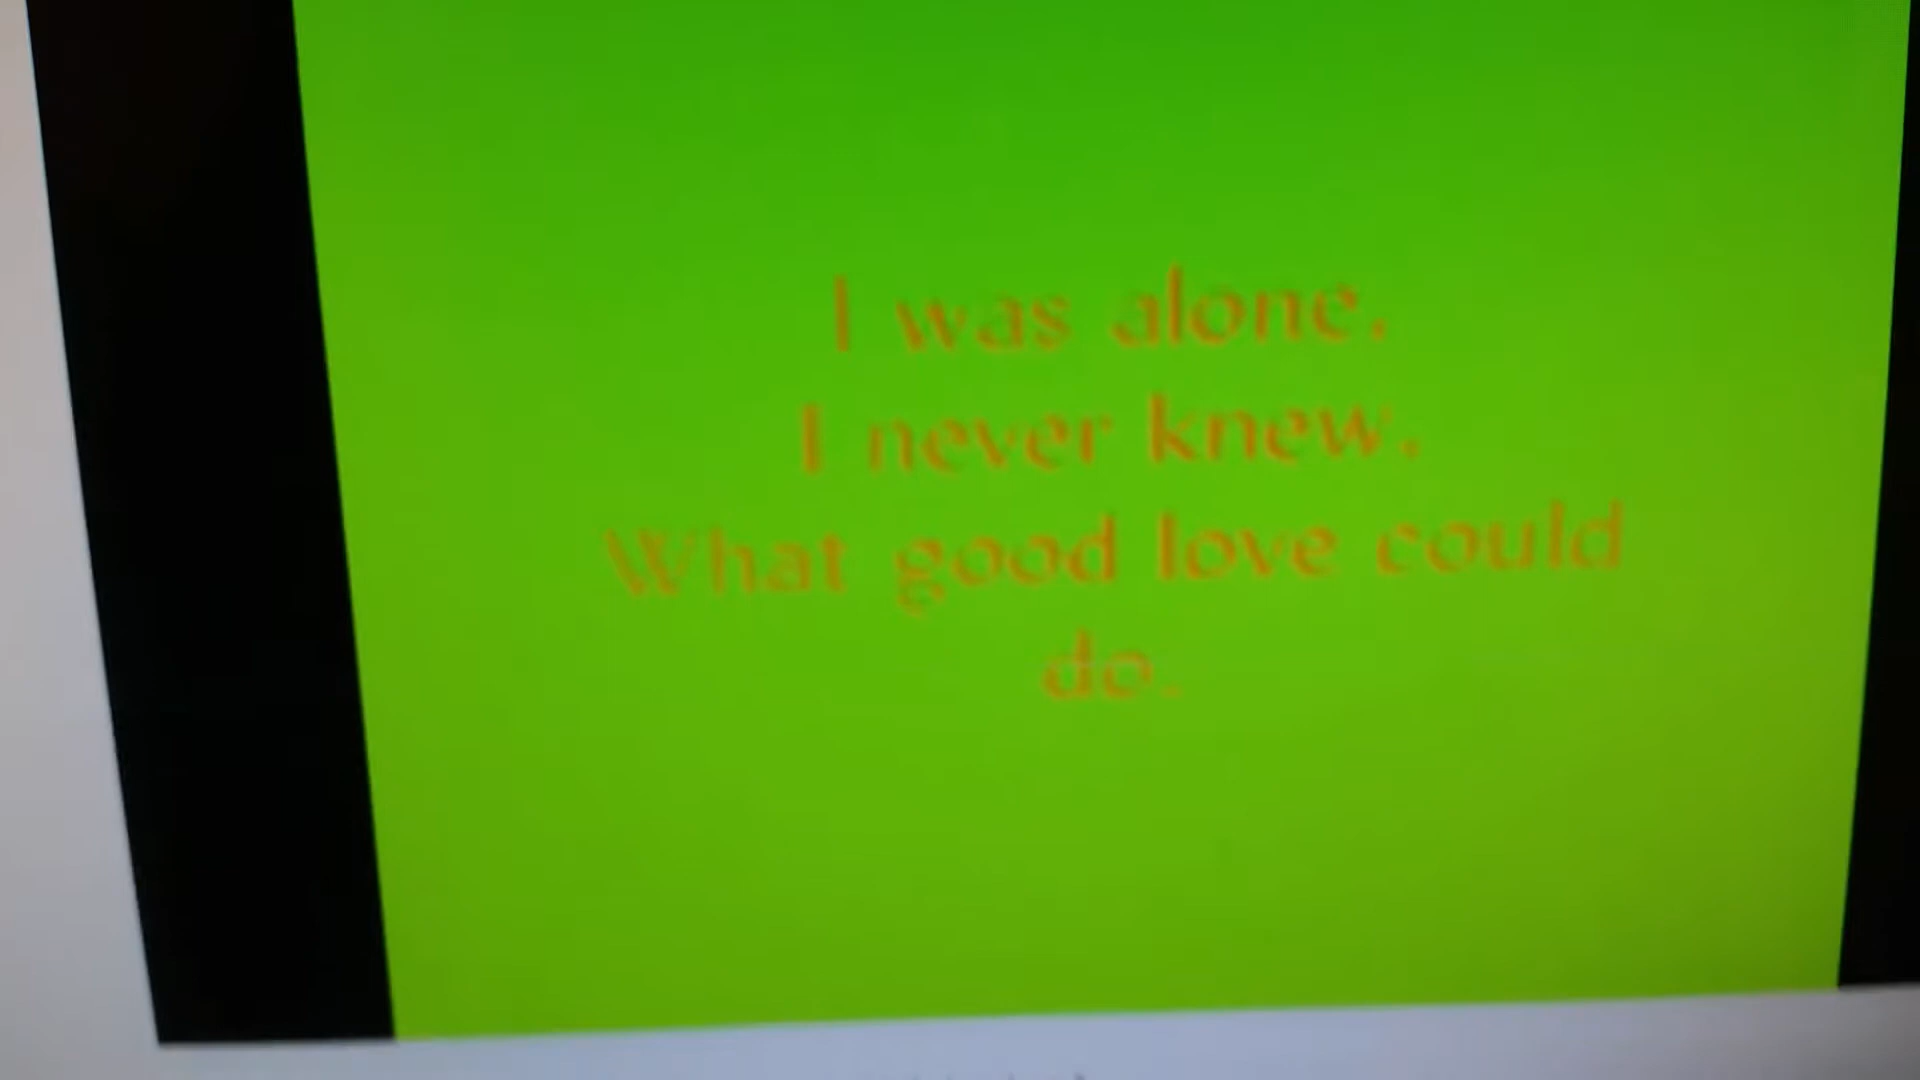 I was alone.
I never knew.
What good love could
do.